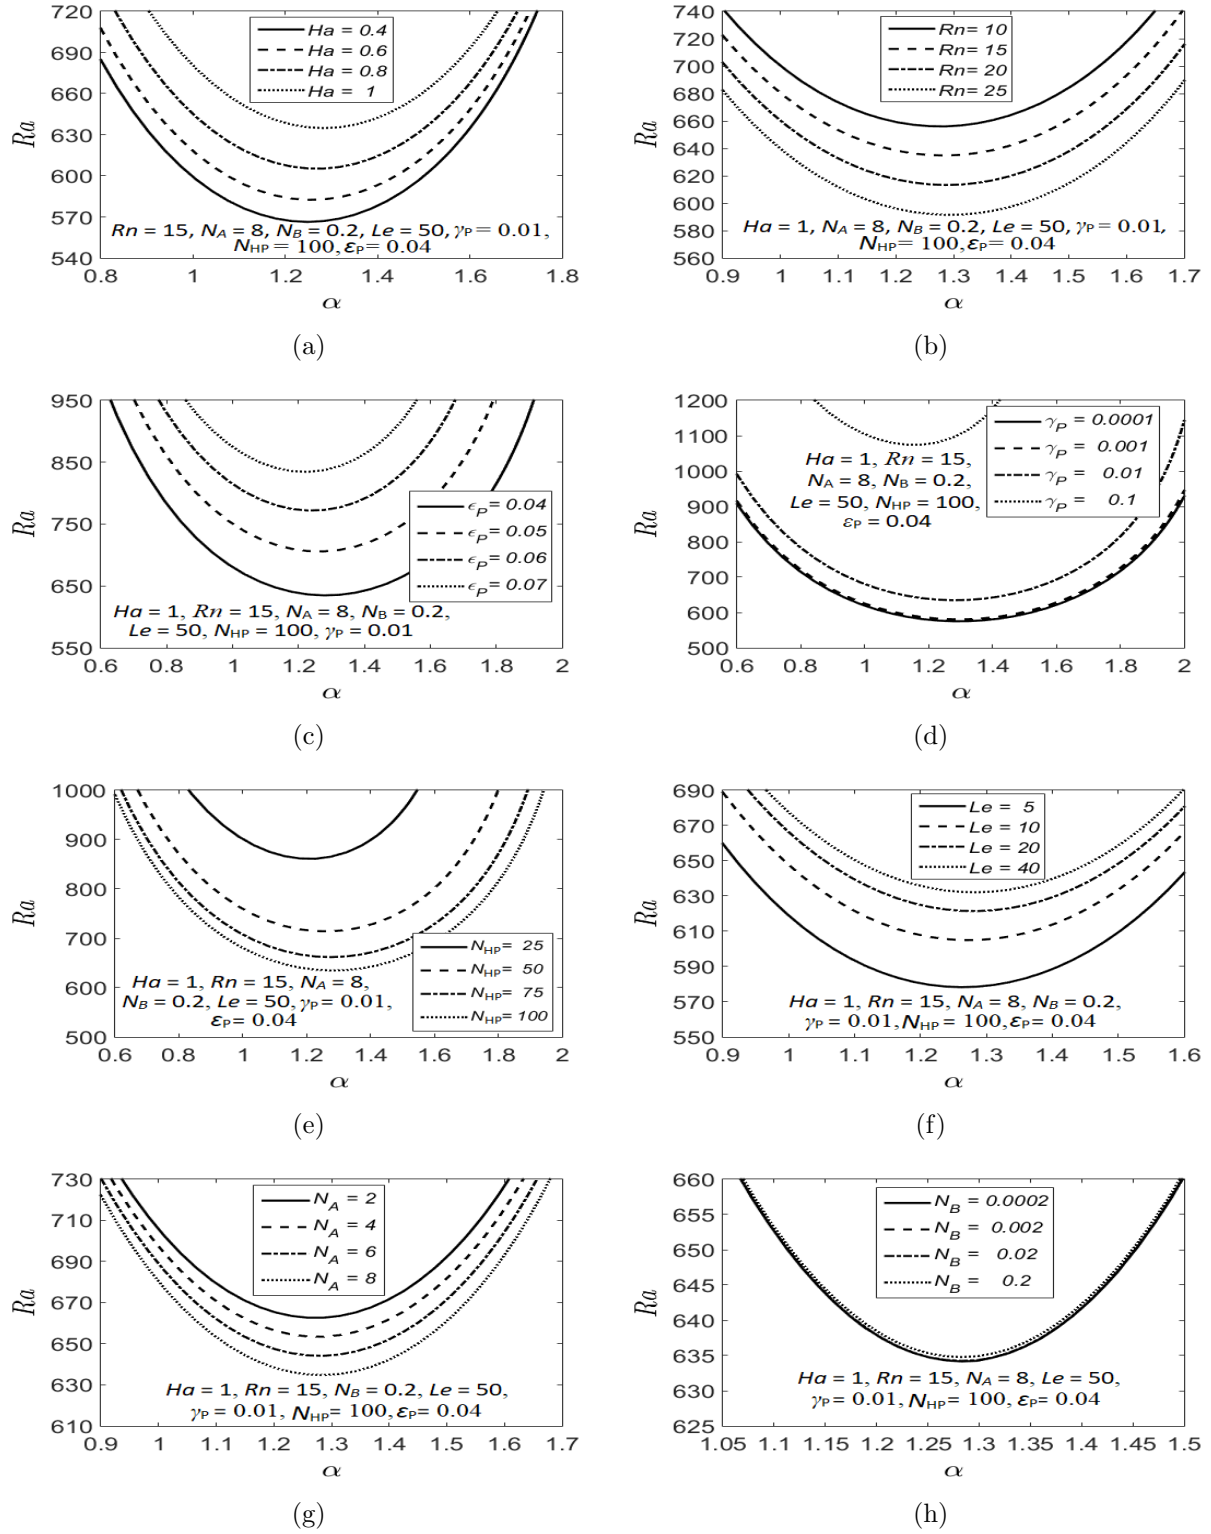 Ra
720
690
660
630
600
570
540
Ha = 0.4
Ha = 0.6
Ha = 0.8
Ha = 1
Rn = 15, N_A = 8, N_B = 0.2, Le = 50, γ_P = 0.01,
N_HP = 100, ε_P = 0.04
0.8 1 1.2 1.4 1.6 1.8
α
(a)
Ra
740
720
700
680
660
640
620
600
580
560
Rn = 10
Rn = 15
Rn = 20
Rn = 25
Ha = 1, N_A = 8, N_B = 0.2, Le = 50, γ_P = 0.01,
N_HP = 100, ε_P = 0.04
0.9 1 1.1 1.2 1.3 1.4 1.5 1.6 1.7
α
(b)
Ra
950
850
750
650
550
ϵ_P = 0.04
ϵ_P = 0.05
ϵ_P = 0.06
ϵ_P = 0.07
Ha = 1, Rn = 15, N_A = 8, N_B = 0.2,
Le = 50, N_HP = 100, γ_P = 0.01
0.6 0.8 1 1.2 1.4 1.6 1.8 2
α
(c)
Ra
1200
1100
1000
900
800
700
600
500
γ_P = 0.0001
γ_P = 0.001
γ_P = 0.01
γ_P = 0.1
Ha = 1, Rn = 15,
N_A = 8, N_B = 0.2,
Le = 50, N_HP = 100,
ε_P = 0.04
0.6 0.8 1 1.2 1.4 1.6 1.8 2
α
(d)
Ra
1000
900
800
700
600
500
N_HP = 25
N_HP = 50
N_HP = 75
N_HP = 100
Ha = 1, Rn = 15, N_A = 8,
N_B = 0.2, Le = 50, γ_P = 0.01,
ε_P = 0.04
0.6 0.8 1 1.2 1.4 1.6 1.8 2
α
(e)
Ra
690
670
650
630
610
590
570
550
Le = 5
Le = 10
Le = 20
Le = 40
Ha = 1, Rn = 15, N_A = 8, N_B = 0.2,
γ_P = 0.01, N_HP = 100, ε_P = 0.04
0.9 1 1.1 1.2 1.3 1.4 1.5 1.6
α
(f)
Ra
730
710
690
670
650
630
610
N_A = 2
N_A = 4
N_A = 6
N_A = 8
Ha = 1, Rn = 15, N_B = 0.2, Le = 50,
γ_P = 0.01, N_HP = 100, ε_P = 0.04
0.9 1 1.1 1.2 1.3 1.4 1.5 1.6 1.7
α
(g)
Ra
660
655
650
645
640
635
630
625
N_B = 0.0002
N_B = 0.002
N_B = 0.02
N_B = 0.2
Ha = 1, Rn = 15, N_A = 8, Le = 50,
γ_P = 0.01, N_HP = 100, ε_P = 0.04
1.05 1.1 1.15 1.2 1.25 1.3 1.35 1.4 1.45 1.5
α
(h)